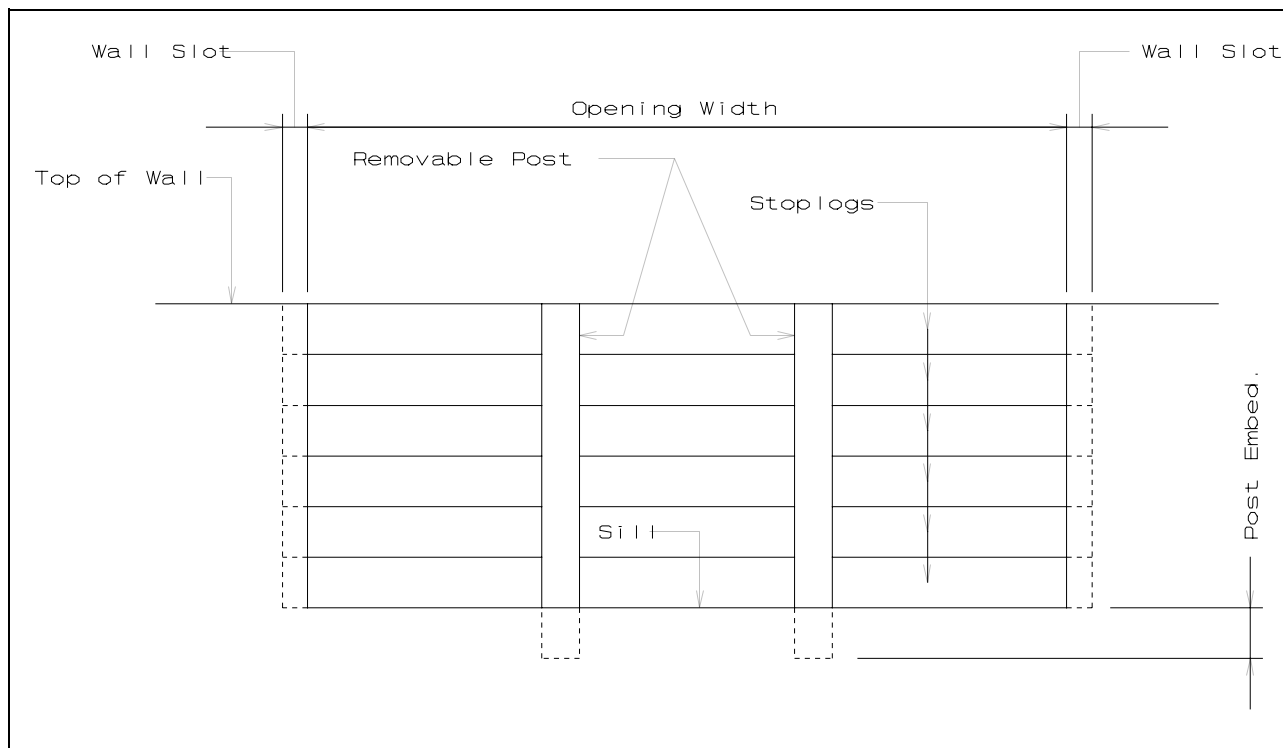 Wall Slot
Wall Slot
Opening Width
Removable Post
Top of Wall
Stoplogs
Post Embed.
Sill